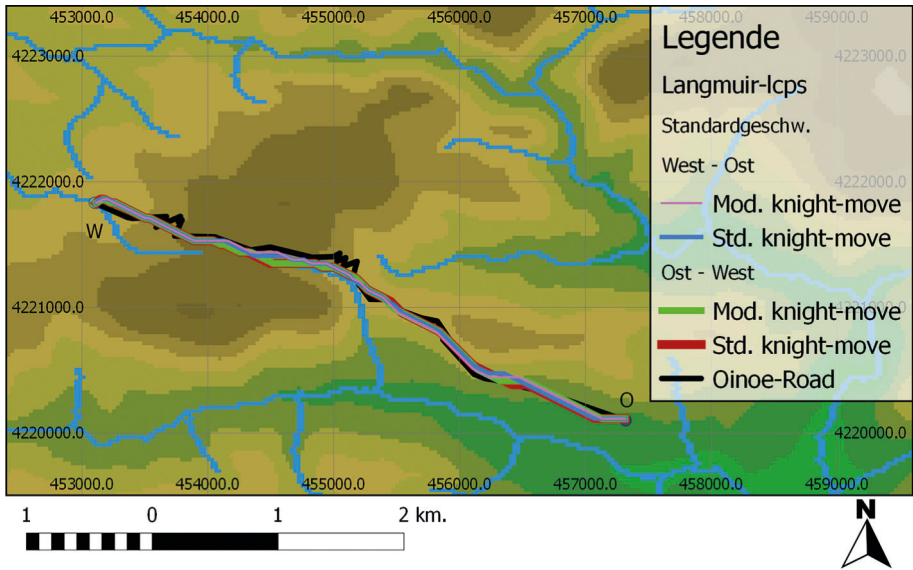 453000.0 454000.0 455000.0 456000.0 457000.0 458000.0 459000.0
4223000.0 4223000.0
4222000.0 4222000.0
4221000.0 4221000.0
4220000.0 4220000.0
W
O
Legende
Langmuir-lcps
Standardgeschw.
West - Ost
Mod. knight-move
Std. knight-move
Ost - West
Mod. knight-move
Std. knight-move
Oinoe-Road
453000.0 454000.0 455000.0 456000.0 457000.0 458000.0 459000.0
1 0 1 2 km.
N